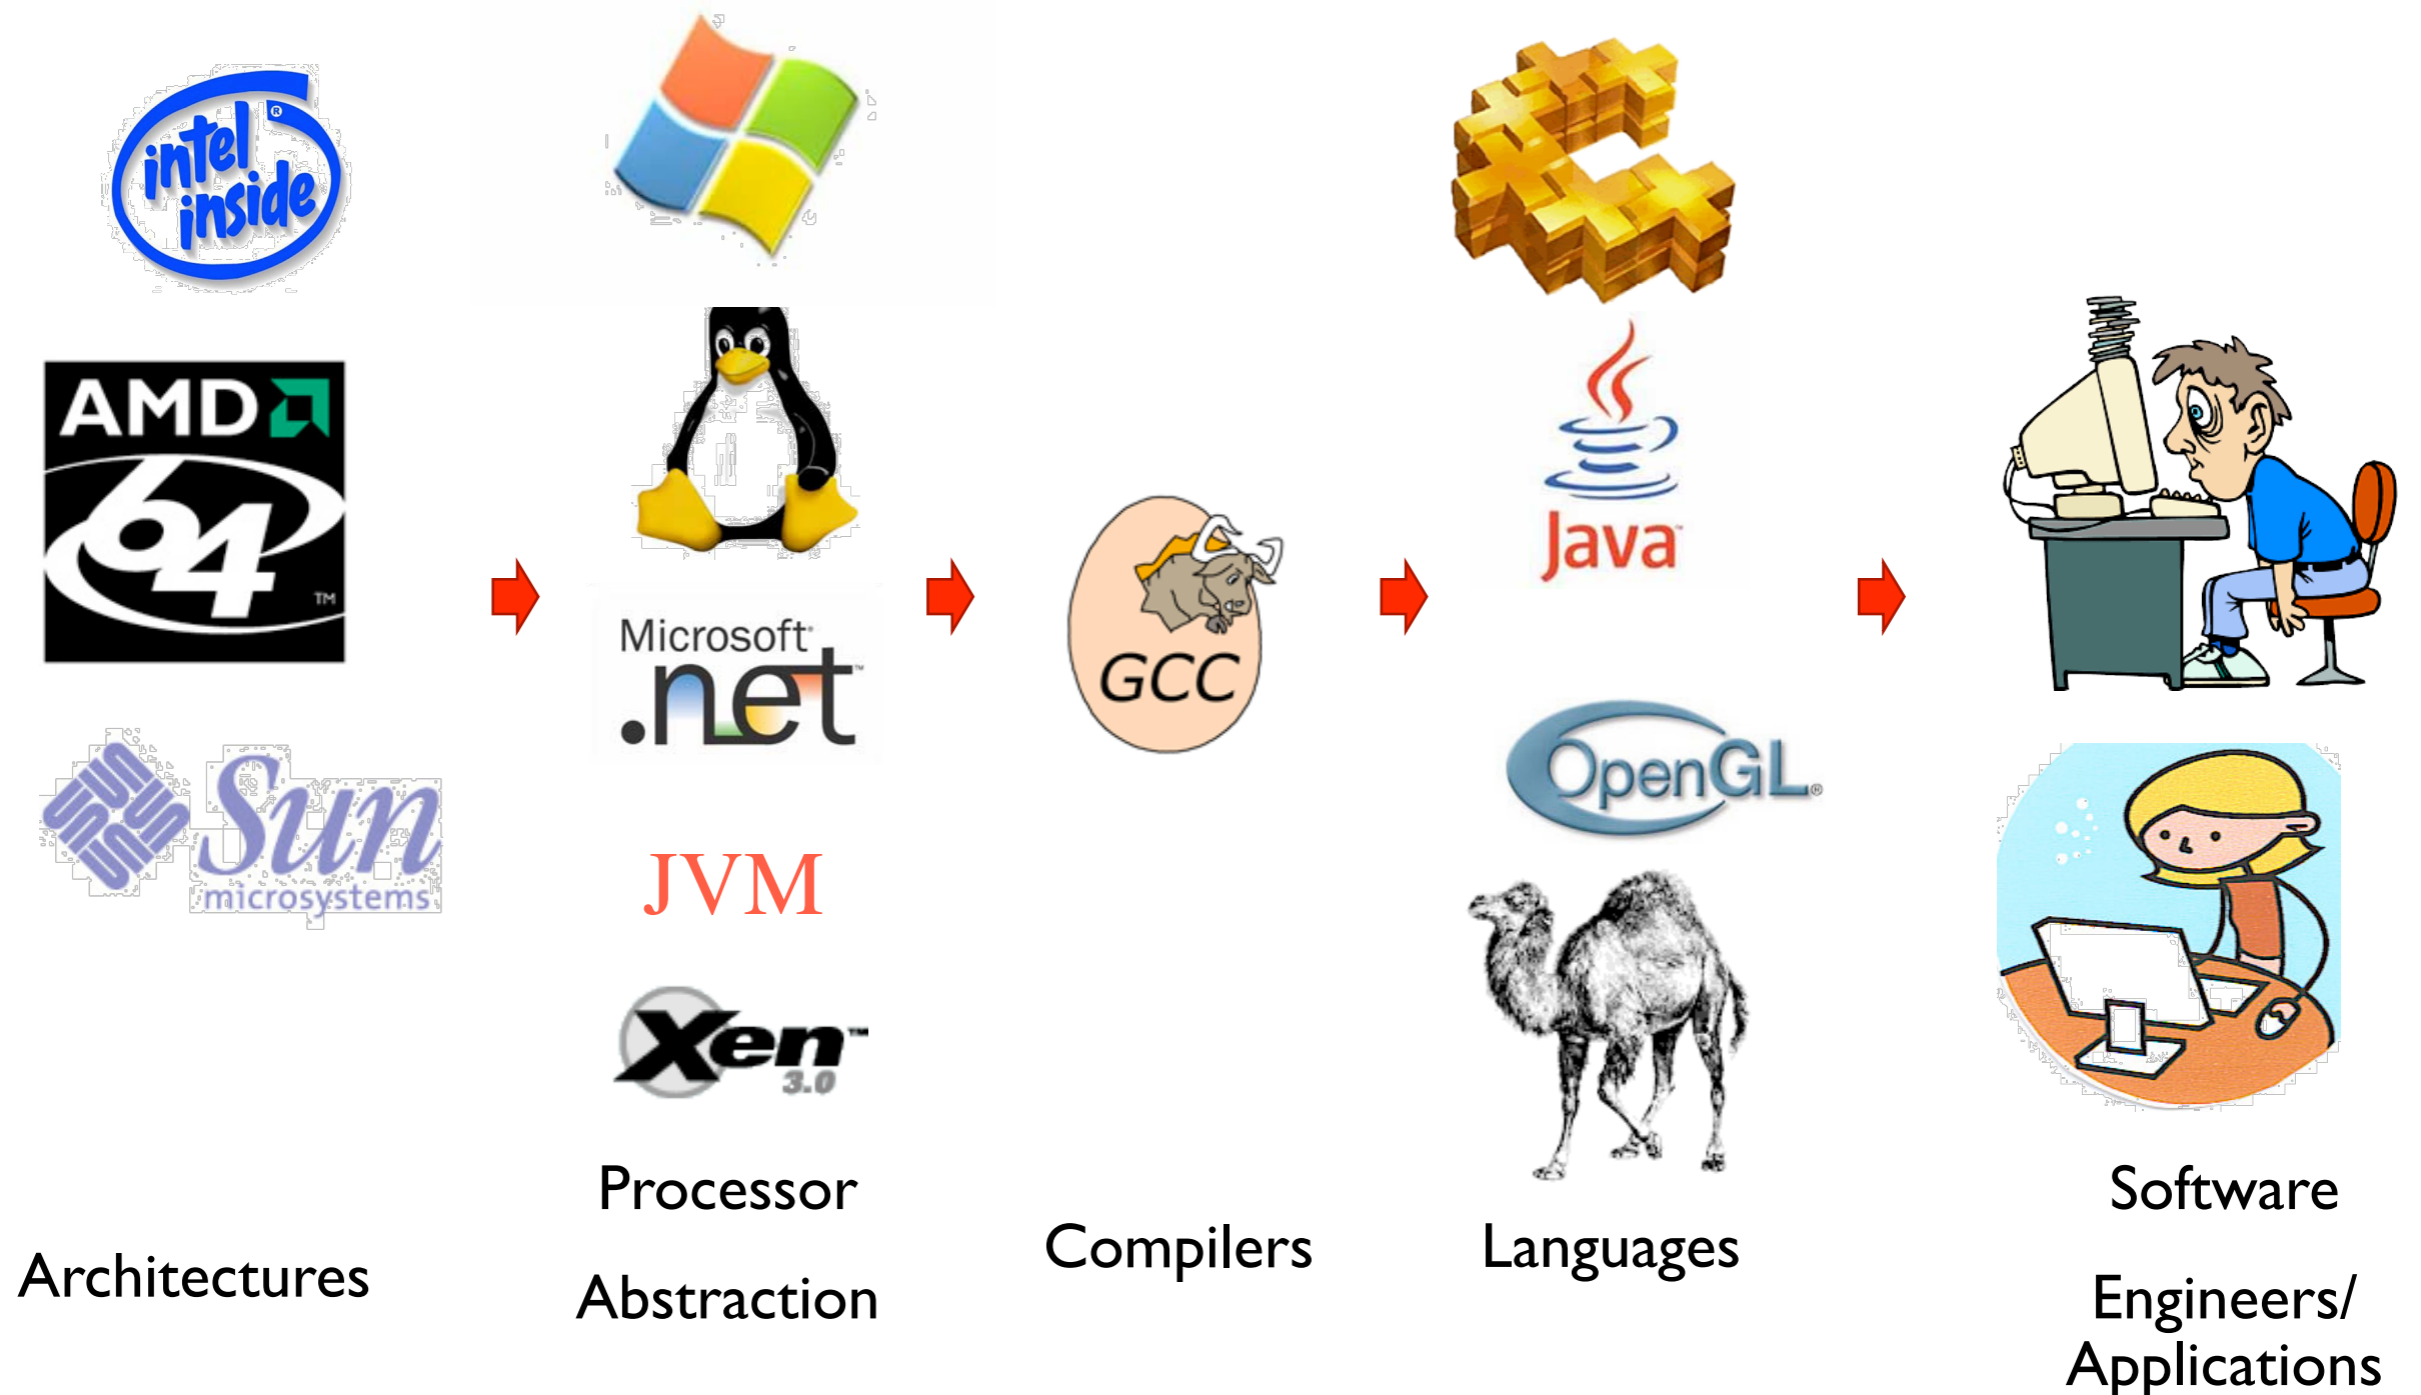 intel
inside
®
AMD
64
TM
Sun
microsystems
Microsoft
.net
JVM
Xen
3.0
GCC
Java
OpenGL
Architectures
Processor
Abstraction
Compilers
Languages
Software
Engineers/
Applications